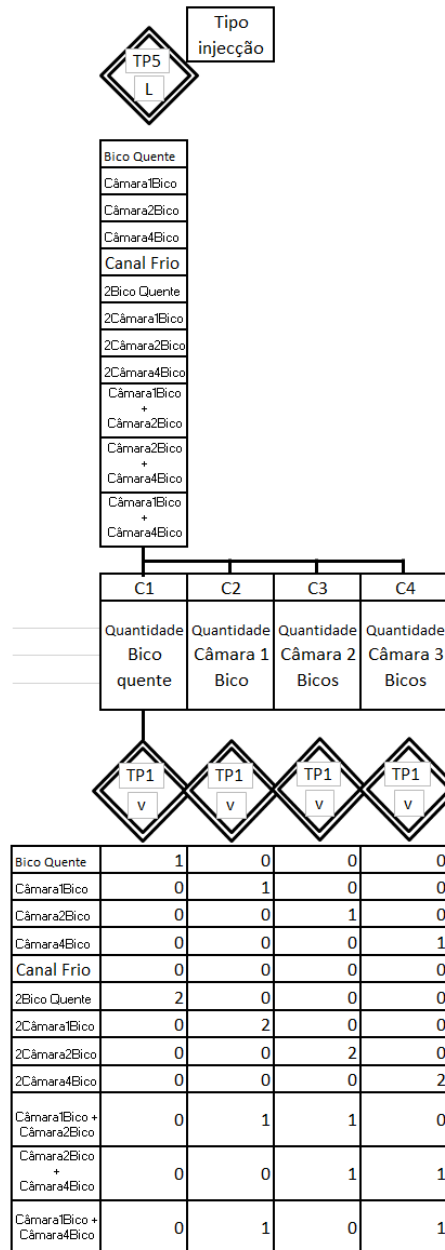 Tipo
injecção
TP5
L
Bico Quente
Câmara1Bico
Câmara2Bico
Câmara4Bico
Canal Frio
2Bico Quente
2Câmara1Bico
2Câmara2Bico
2Câmara4Bico
Câmara1Bico
+
Câmara2Bico
Câmara2Bico
+
Câmara4Bico
Câmara1Bico
+
Câmara4Bico
C1 C2 C3 C4
Quantidade Quantidade Quantidade Quantidade
Bico Câmara 1 Câmara 2 Câmara 3
quente Bico Bicos Bicos
TP1 TP1 TP1 TP1
v v v v
Bico Quente 1 0 0 0
Câmara1Bico 0 1 0 0
Câmara2Bico 0 0 1 0
Câmara4Bico 0 0 0 1
Canal Frio 0 0 0 0
2Bico Quente 2 0 0 0
2Câmara1Bico 0 2 0 0
2Câmara2Bico 0 0 2 0
2Câmara4Bico 0 0 0 2
Câmara1Bico +
Câmara2Bico 0 1 1 0
Câmara2Bico
+ 0 0 1 1
Câmara4Bico
Câmara1Bico +
Câmara4Bico 0 1 0 1